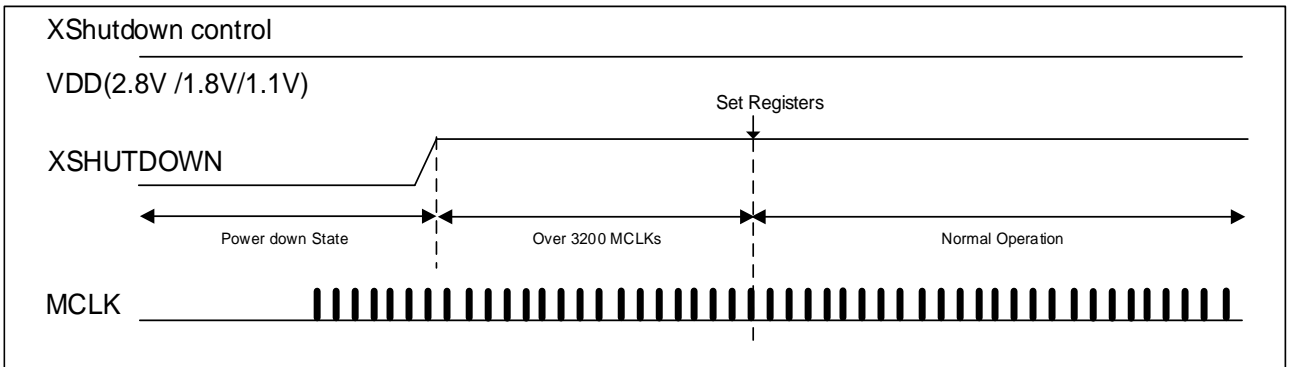 XShutdown control
VDD(2.8V /1.8V/1.1V)
Set Registers
XSHUTDOWN
Power down State
Over 3200 MCLKs
Normal Operation
MCLK